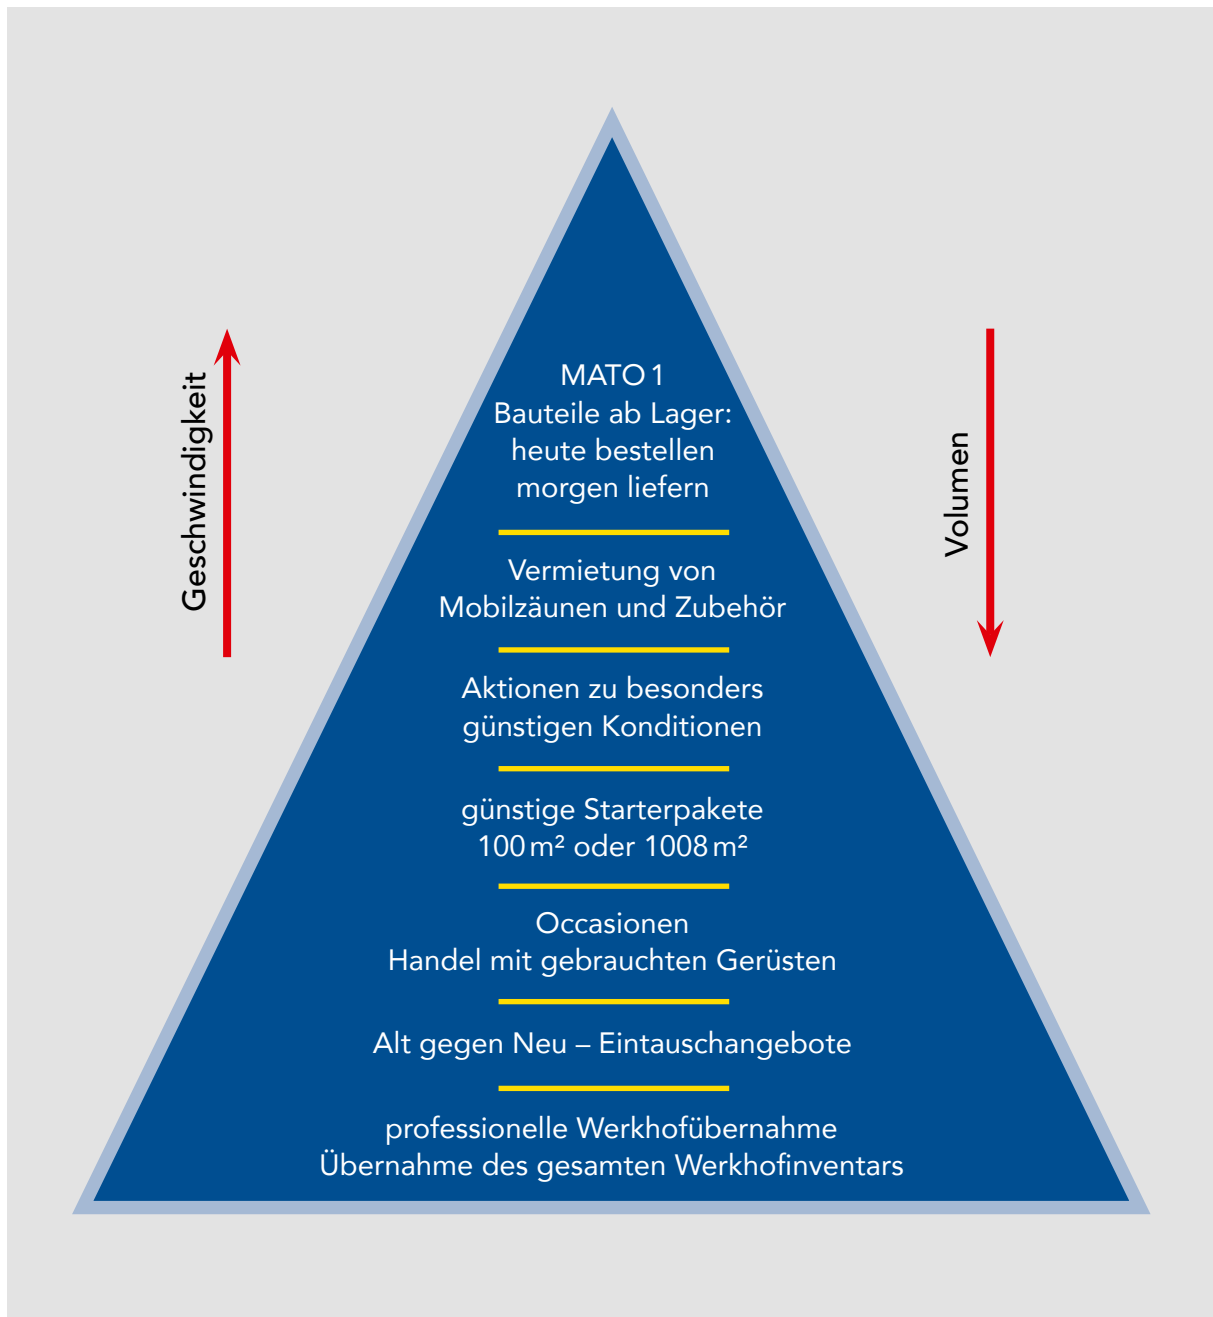 MATO 1
Bauteile ab Lager:
heute bestellen
morgen liefern
Geschwindigkeit
Volumen
Vermietung von
Mobilzäunen und Zubehör
Aktionen zu besonders
günstigen Konditionen
günstige Starterpakete
100 m² oder 1008 m²
Occasionen
Handel mit gebrauchten Gerüsten
Alt gegen Neu – Eintauschangebote
professionelle Werkhofübernahme
Übernahme des gesamten Werkhofinventars